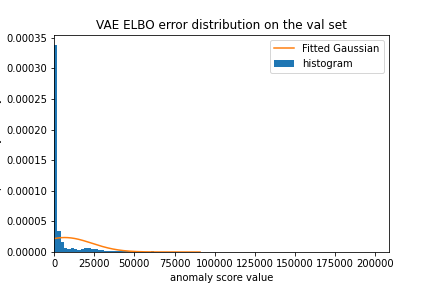 VAE ELBO error distribution on the val set
Fitted Gaussian
histogram
0.00035
0.00030
0.00025
0.00020
0.00015
0.00010
0.00005
0.00000
0 25000 50000 75000 100000 125000 150000 175000 200000
anomaly score value